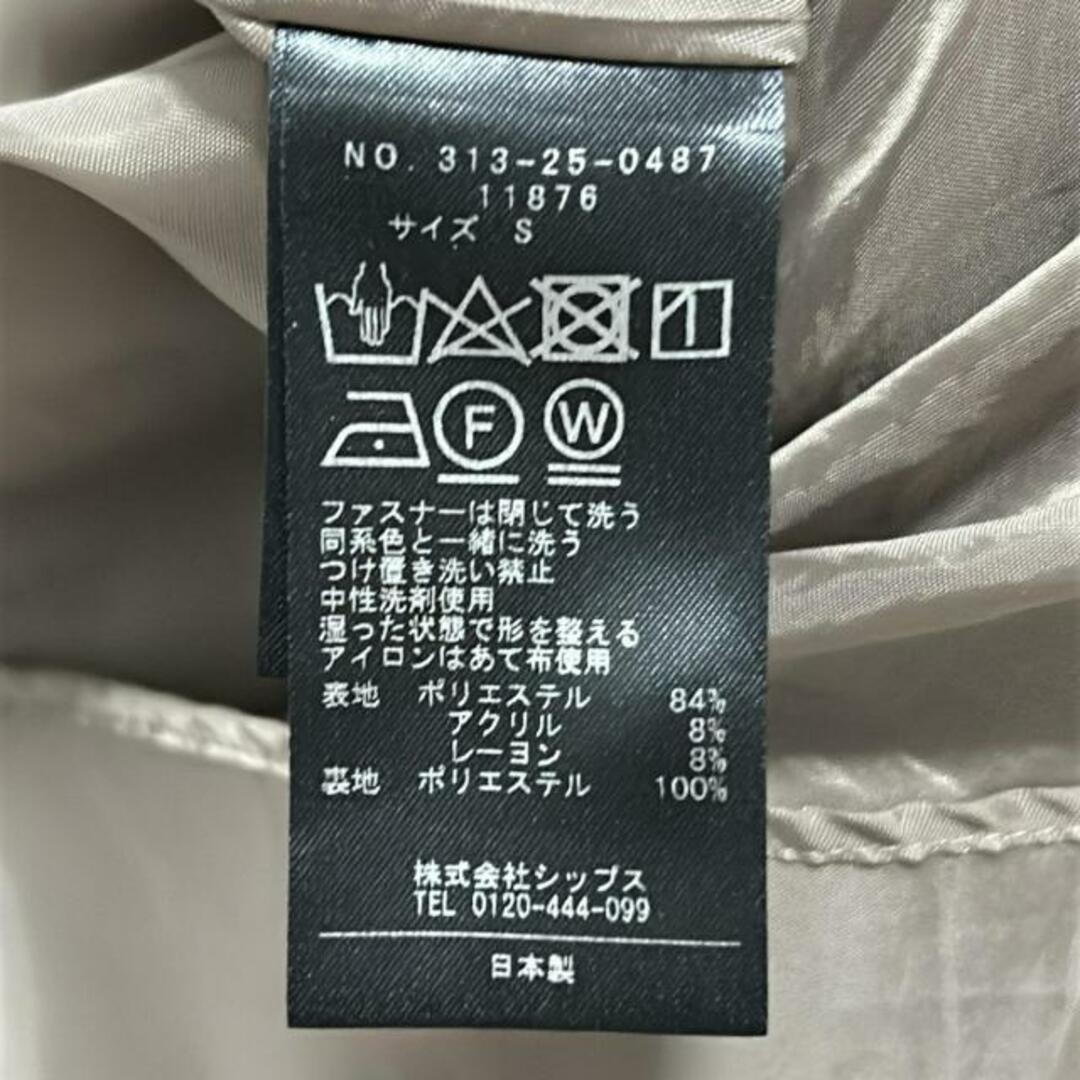 NO. 313-25-0487
11876
サイズ S
F W
ファスナーは閉じて洗う
同系色と一緒に洗う
つけ置き洗い禁止
中性洗剤使用
湿った状態で形を整える
アイロンはあて布使用
表地 ポリエステル 84%
アクリル 8%
レーヨン 8%
裏地 ポリエステル 100%
株式会社シップス
TEL 0120-444-099
日本製